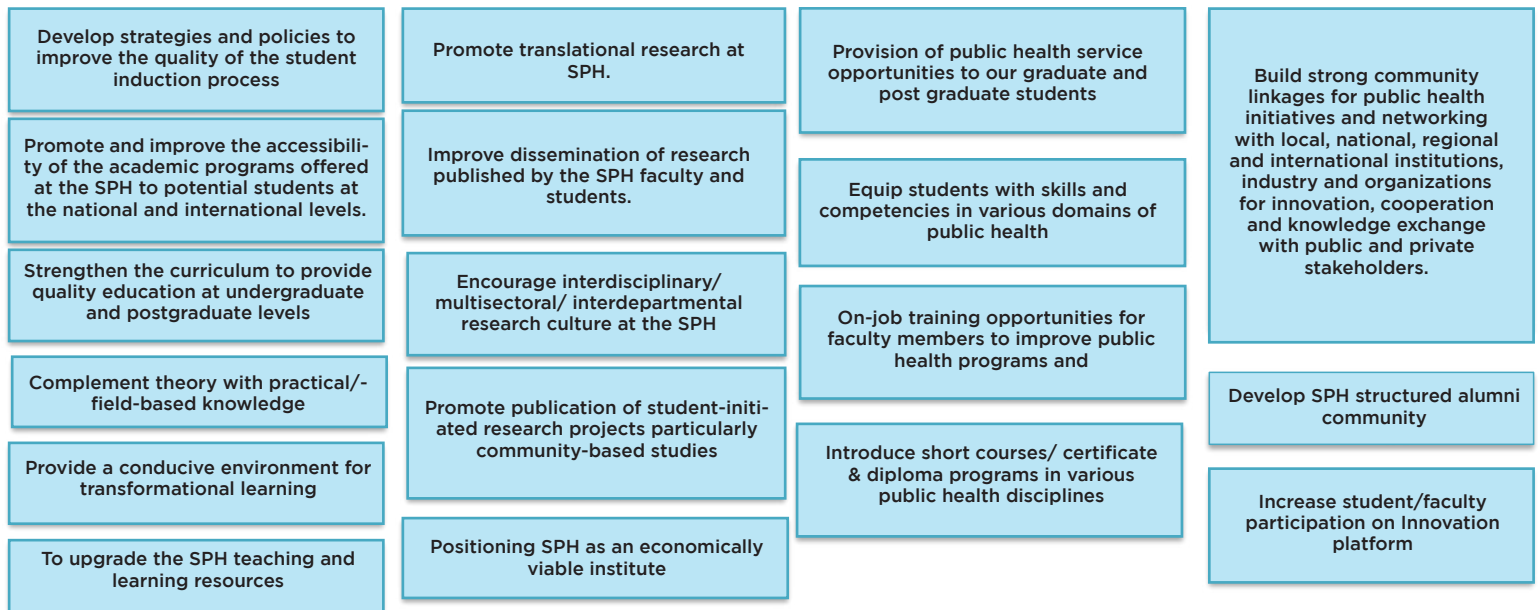 Develop strategies and policies to
improve the quality of the student
induction process
Promote and improve the accessibili-
ty of the academic programs offered
at the SPH to potential students at
the national and international levels.
Strengthen the curriculum to provide
quality education at undergraduate
and postgraduate levels
Complement theory with practical/-
field-based knowledge
Provide a conducive environment for
transformational learning
To upgrade the SPH teaching and
learning resources
Promote translational research at
SPH.
Improve dissemination of research
published by the SPH faculty and
students.
Encourage interdisciplinary/
multisectoral/ interdepartmental
research culture at the SPH
Promote publication of student-initi-
ated research projects particularly
community-based studies
Positioning SPH as an economically
viable institute
Provision of public health service
opportunities to our graduate and
post graduate students
Equip students with skills and
competencies in various domains of
public health
On-job training opportunities for
faculty members to improve public
health programs and
Introduce short courses/ certificate
& diploma programs in various
public health disciplines
Build strong community
linkages for public health
initiatives and networking
with local, national, regional
and international institutions,
industry and organizations
for innovation, cooperation
and knowledge exchange
with public and private
stakeholders.
Develop SPH structured alumni
community
Increase student/faculty
participation on Innovation
platform